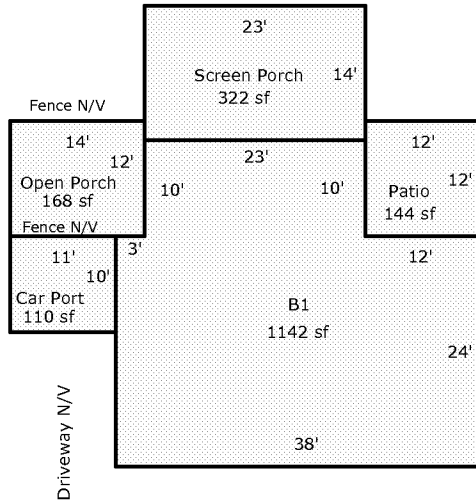 23'
Screen Porch
14'
322 sf
Fence N/V
14'
12'
Open Porch
168 sf
23'
10'
10'
12'
12'
Patio
144 sf
Fence N/V
11'
3'
10'
Car Port
110 sf
12'
B1
1142 sf
24'
Driveway N/V
38'